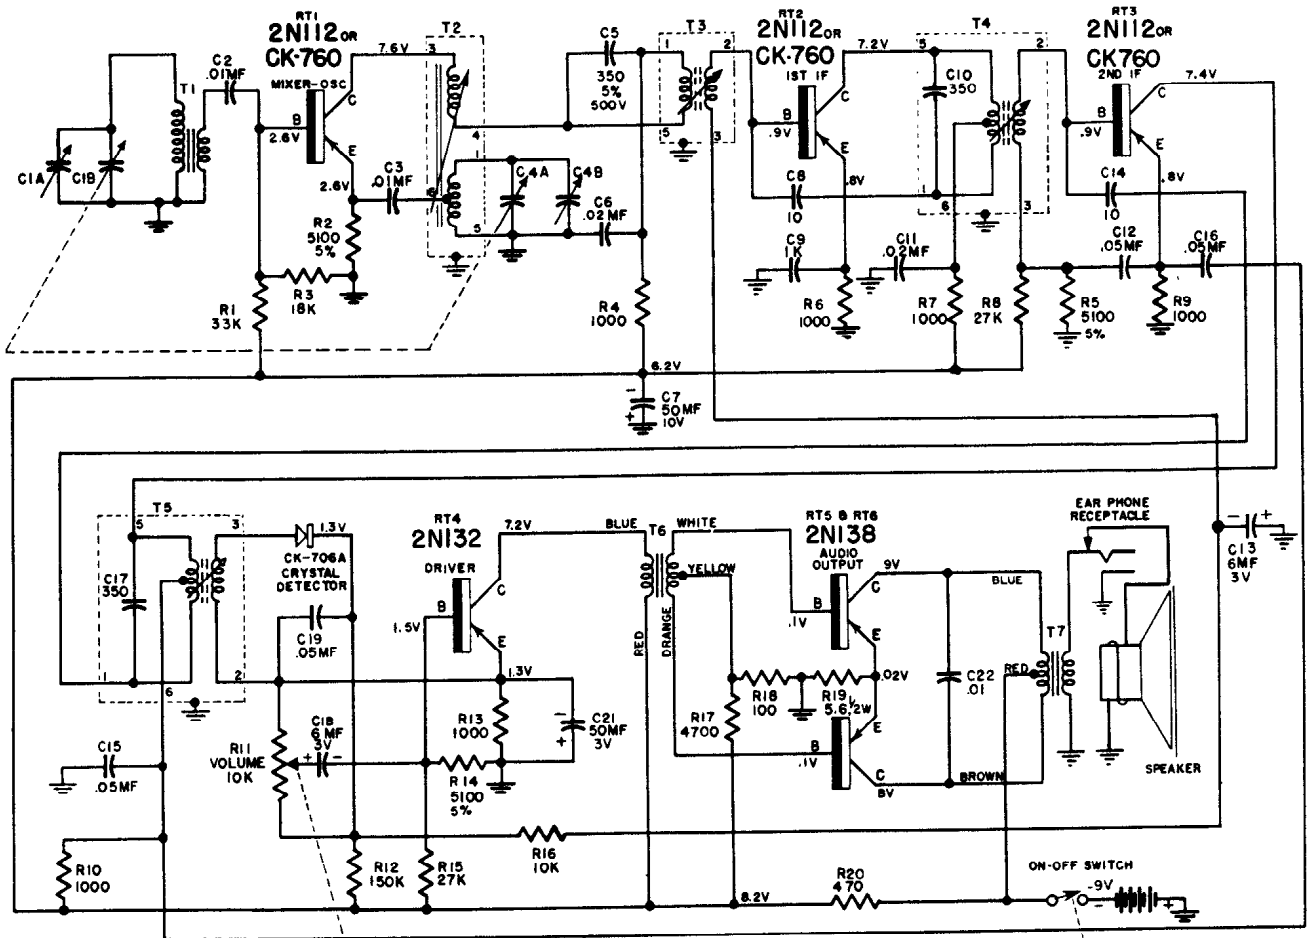 RT1
2N112 OR
CK-760
MIXER-OSC
C2
.01MF
T1
C1A
C1B
B
2.6V
C
E
2.6V
7.6V
C3
.01MF
R2
5100
5%
R3
18K
R1
33K
T2
3
4
1
6
5
C4A
C4B
C5
350
5%
500V
C6
.02MF
R4
1000
6.2V
C7
50MF
10V
-
+
T3
1
2
5
3
RT2
2N112 OR
CK-760
1ST IF
7.2V
B
.9V
C
E
.8V
C8
10
C9
1K
R6
1000
T4
5
2
1
6
3
C10
350
C11
.02MF
R7
1000
R8
27K
R5
5100
5%
RT3
2N112 OR
CK760
2ND IF
7.4V
B
.9V
C
E
.8V
C14
10
C12
.05MF
C16
.05MF
R9
1000
T5
5
3
1
2
6
C17
350
1.3V
CK-706A
CRYSTAL
DETECTOR
C19
.05MF
C15
.05MF
R10
1000
R11
VOLUME
10K
C18
6MF
3V
+ -
R12
150K
R15
27K
RT4
2N132
DRIVER
7.2V
B
1.5V
C
E
1.3V
R13
1000
R14
5100
5%
C21
50MF
3V
-
+
R16
10K
BLUE
T6
WHITE
YELLOW
RED
ORANGE
R17
4700
R18
100
R19
5.6, 1/2W
RT5 & RT6
2N138
AUDIO
OUTPUT
9V
B
.1V
C
E
.02V
E
B
.1V
C
8V
C22
.01
BLUE
RED
BROWN
T7
EAR PHONE
RECEPTACLE
SPEAKER
- +
C13
6MF
3V
8.2V
R20
470
ON-OFF SWITCH
-9V
- +